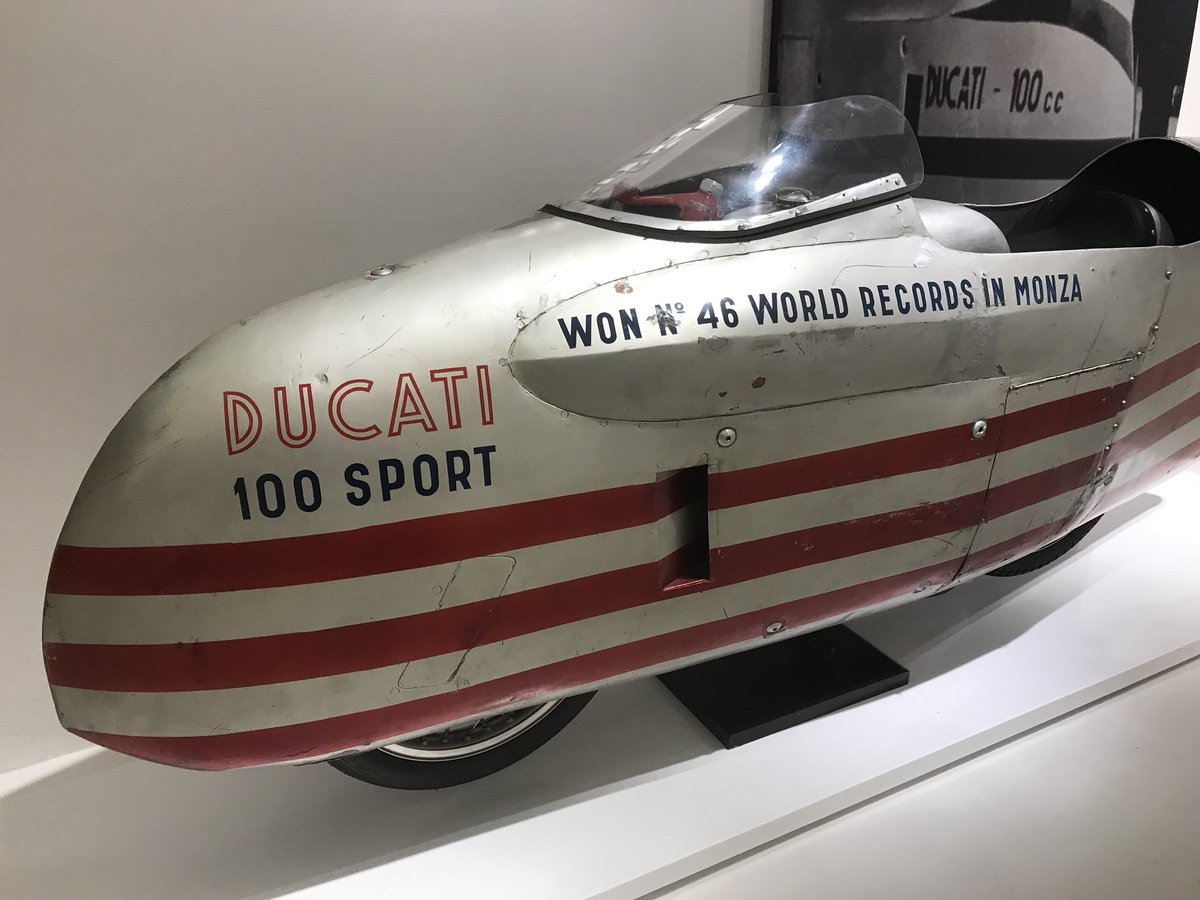 DUCATI - 100 cc
WON Nº 46 WORLD RECORDS IN MONZA
DUCATI
100 SPORT